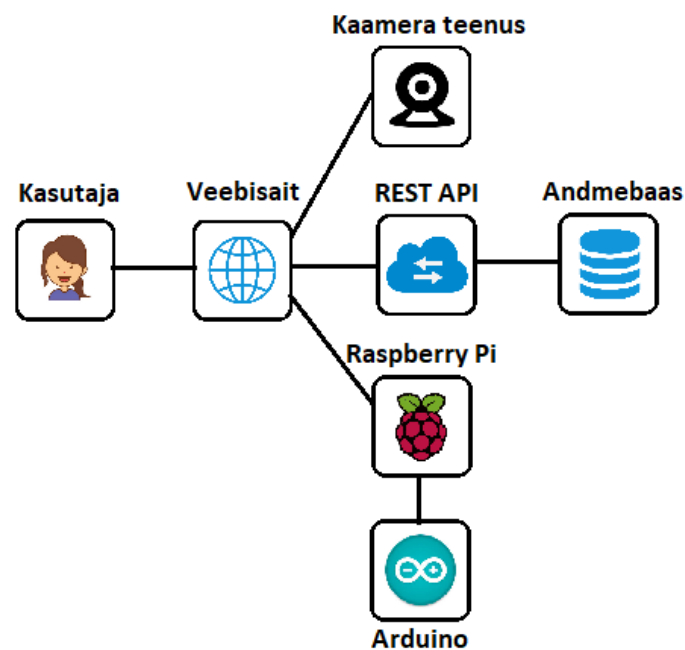 Kaamera teenus
Kasutaja
Veebisait
REST API
Andmebaas
Raspberry Pi
Arduino